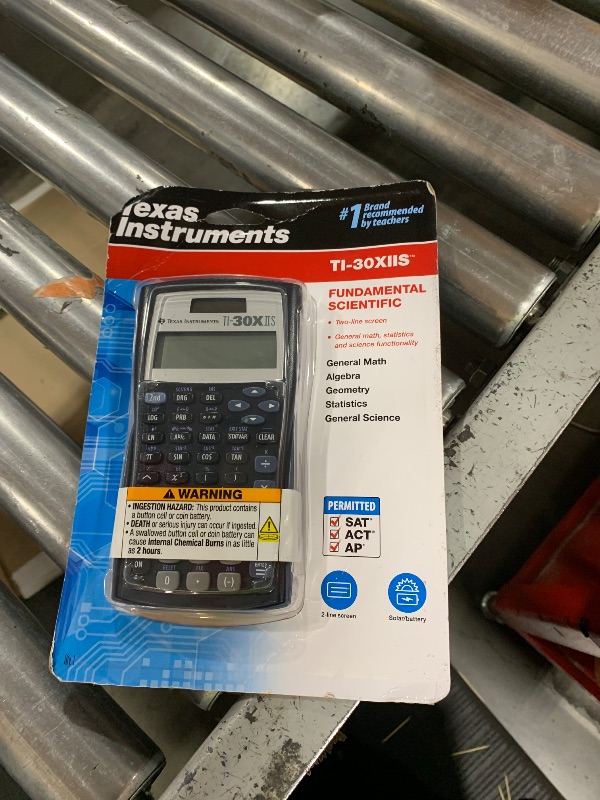 Texas
Instruments
#1 Brand
recommended
by teachers
TI-30XIIS™
FUNDAMENTAL
SCIENTIFIC
• Two-line screen
• General math, statistics
and science functionality
General Math
Algebra
Geometry
Statistics
General Science
TEXAS INSTRUMENTS TI-30XIIS
2nd DRG DEL
LOG PRB
LN DATA STATVAR CLEAR
π SIN COS TAN
^ ( )
WARNING
• INGESTION HAZARD: This product contains
a button cell or coin battery.
• DEATH or serious injury can occur if ingested.
• A swallowed button cell or coin battery can
cause Internal Chemical Burns in as little
as 2 hours.
ON
RESET
0 . (−)
PERMITTED
SAT*
ACT*
AP*
2-line screen
Solar/battery